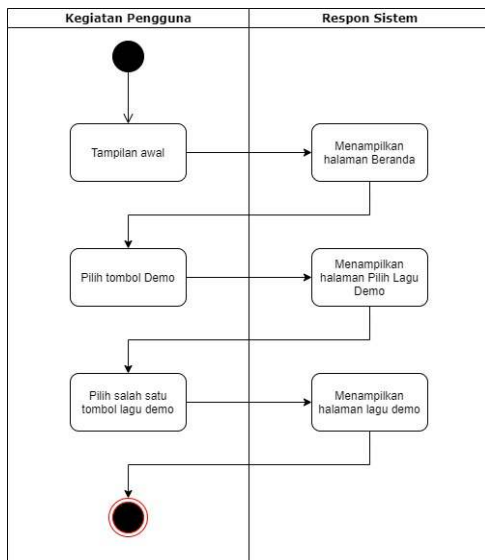 Kegiatan Pengguna
Respon Sistem
Tampilan awal
Menampilkan
halaman Beranda
Pilih tombol Demo
Menampilkan
halaman Pilih Lagu
Demo
Pilih salah satu
tombol lagu demo
Menampilkan
halaman lagu demo